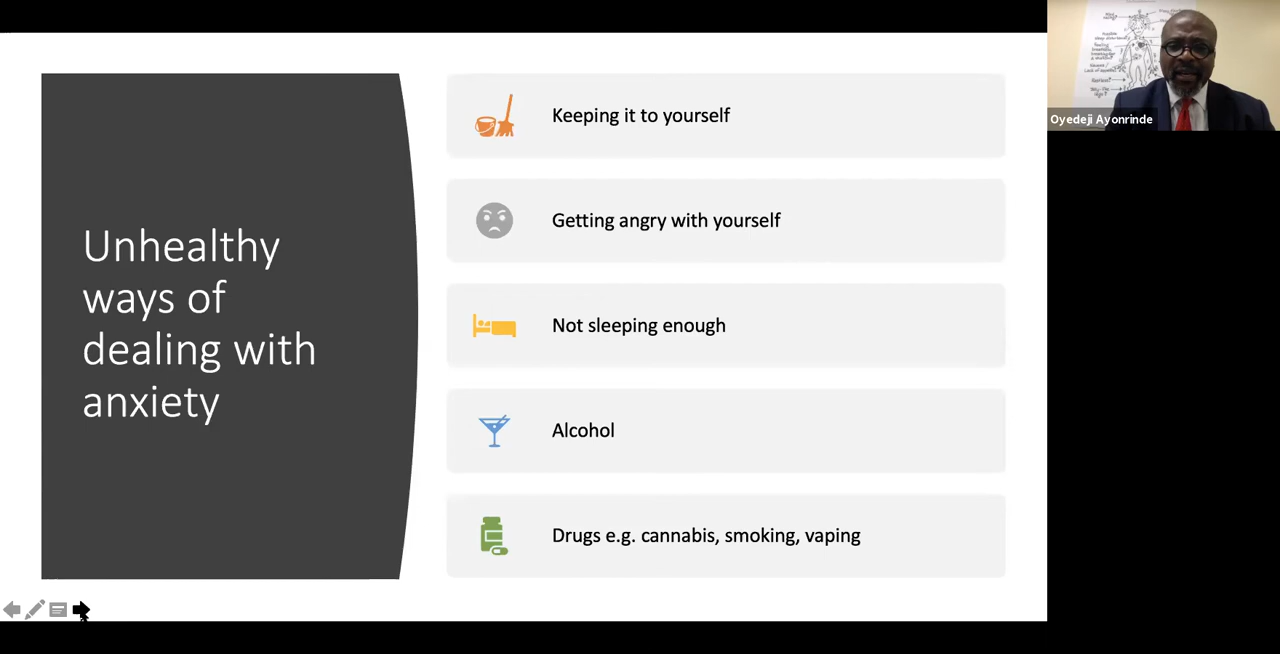 Unhealthy
ways of
dealing with
anxiety
Keeping it to yourself
Getting angry with yourself
Not sleeping enough
Alcohol
Drugs e.g. cannabis, smoking, vaping
Oyedeji Ayonrinde